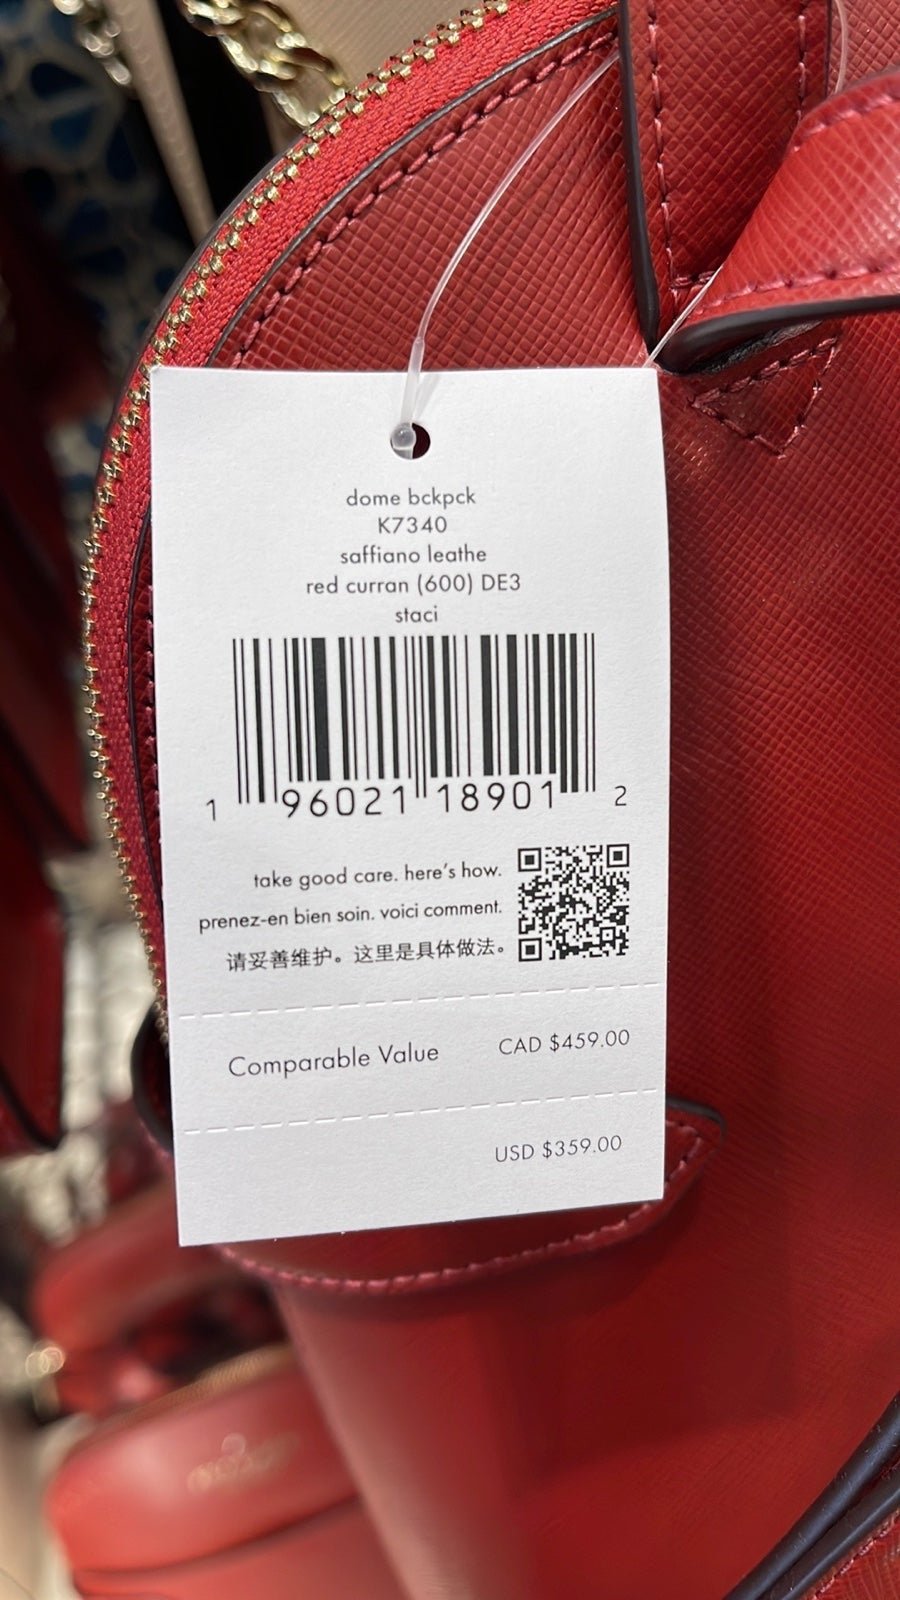 dome bckpck
K7340
saffiano leathe
red curran (600) DE3
staci
1 96021 18901 2
take good care. here's how.
prenez-en bien soin. voici comment.
请妥善维护。这里是具体做法。
Comparable Value CAD $459.00
USD $359.00